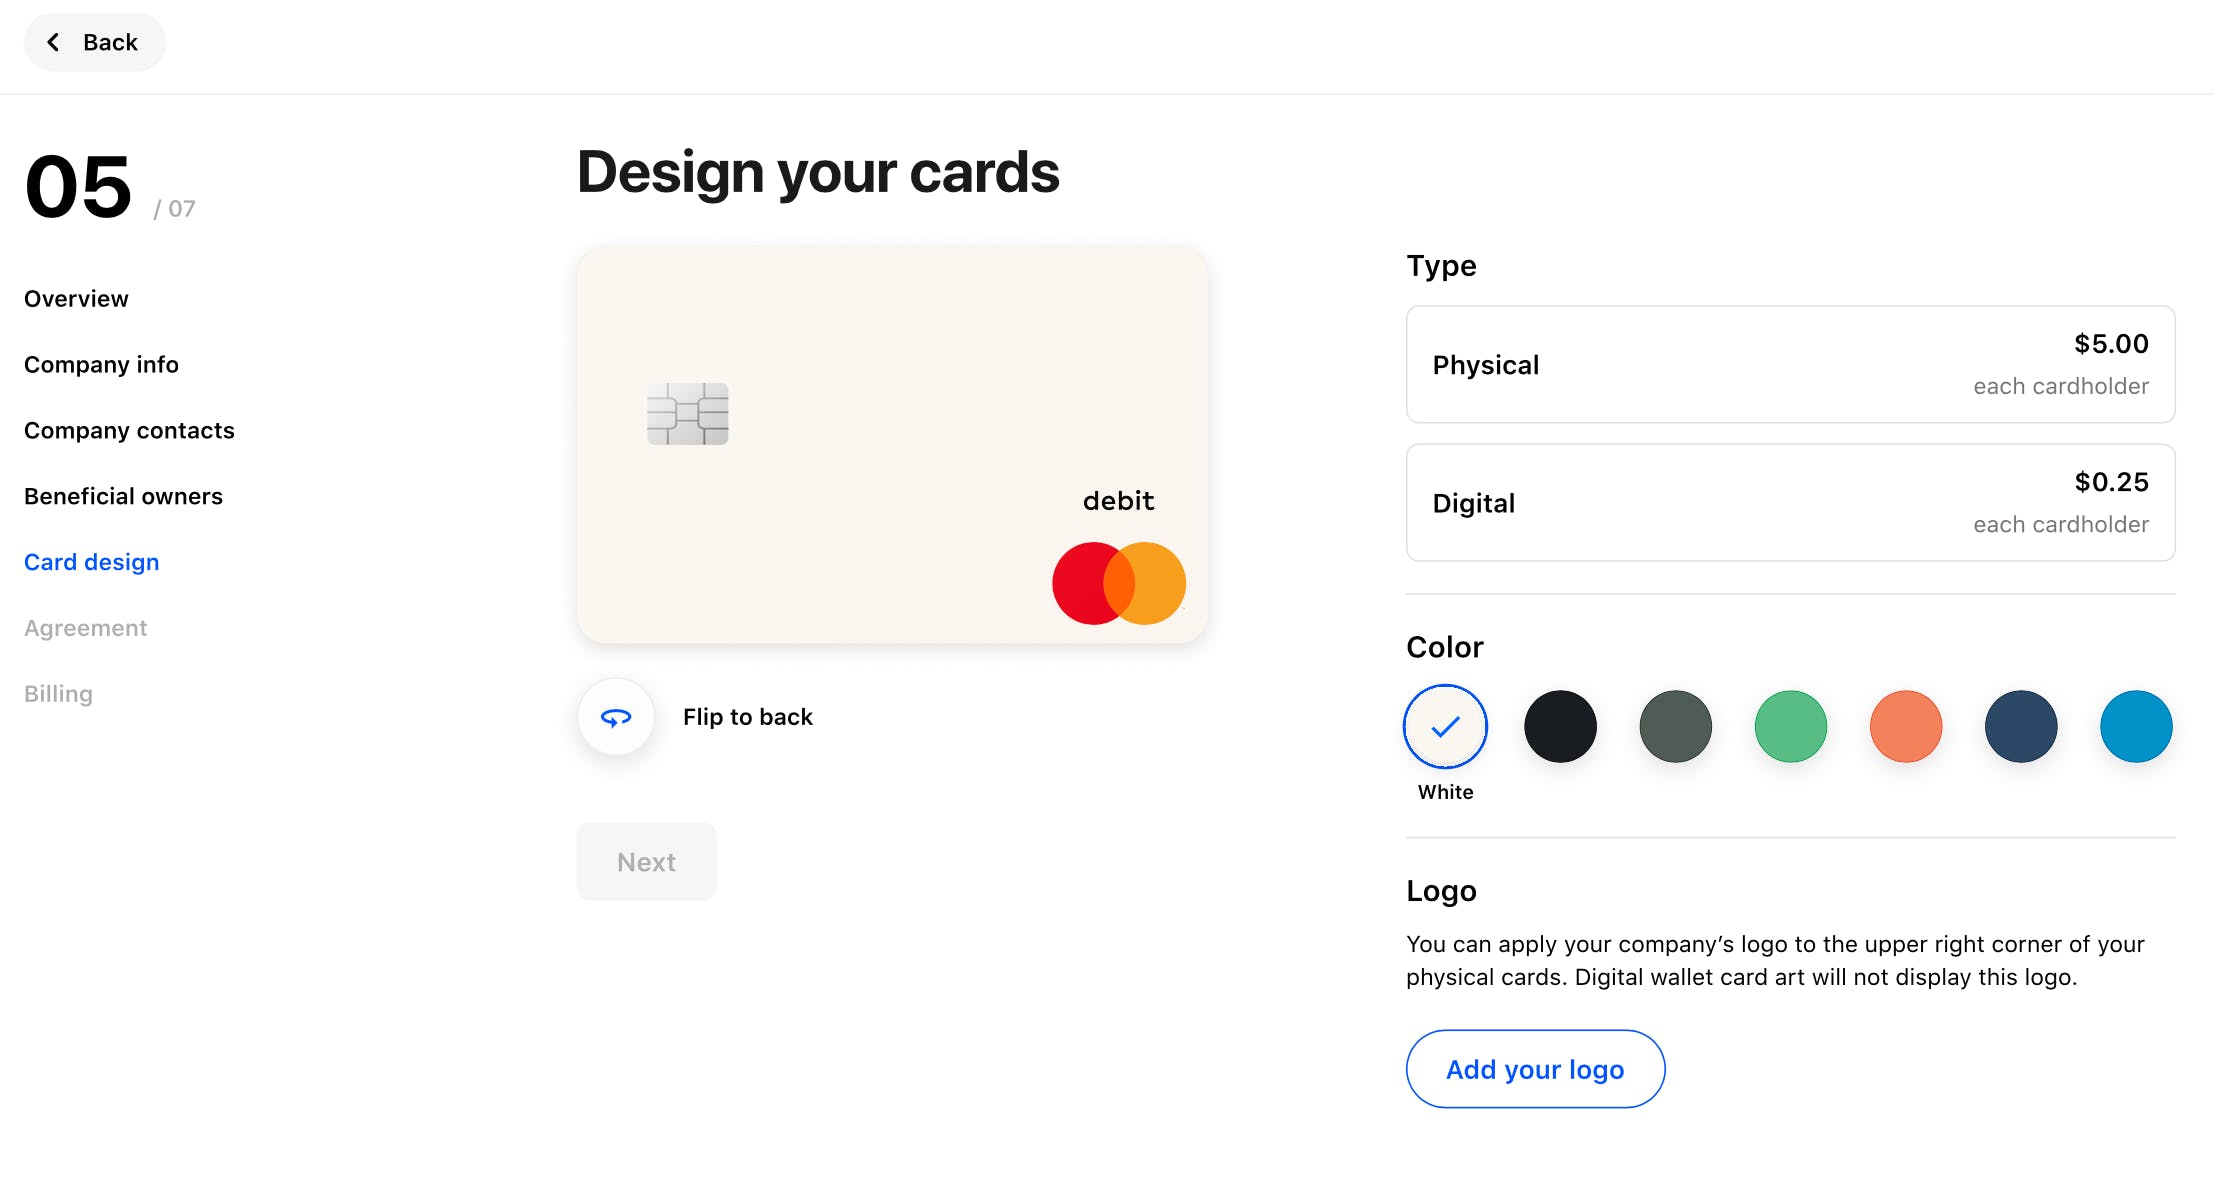 Back
05 / 07
Overview
Company info
Company contacts
Beneficial owners
Card design
Agreement
Billing
Design your cards
debit
Flip to back
Next
Type
Physical
$5.00
each cardholder
Digital
$0.25
each cardholder
Color
White
Logo
You can apply your company’s logo to the upper right corner of your
physical cards. Digital wallet card art will not display this logo.
Add your logo